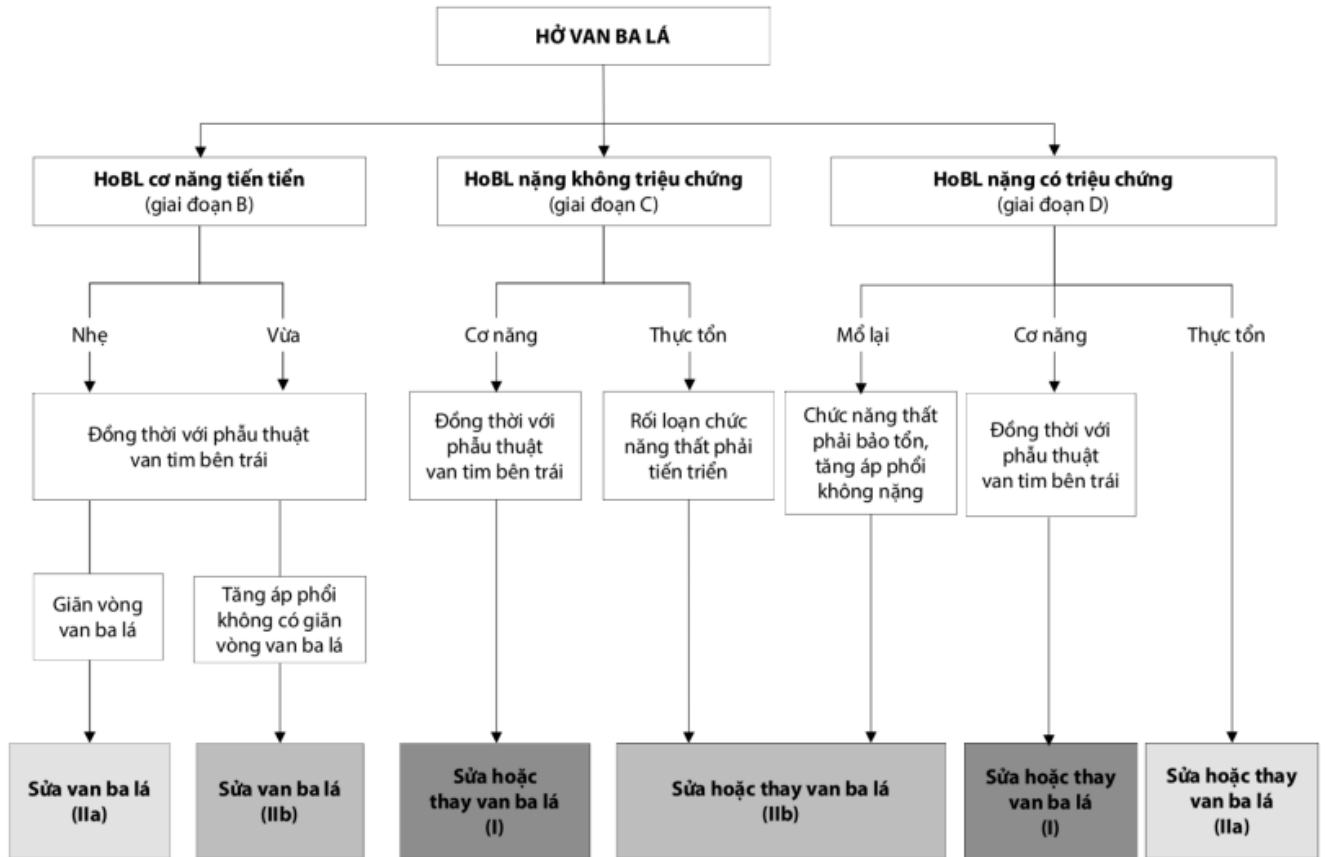 HỞ VAN BA LÁ
HoBL cơ năng tiến tiển
(giai đoạn B)
HoBL nặng không triệu chứng
(giai đoạn C)
HoBL nặng có triệu chứng
(giai đoạn D)
Nhẹ
Vừa
Cơ năng
Thực tổn
Mổ lại
Cơ năng
Thực tổn
Đồng thời với phẫu thuật
van tim bên trái
Đồng thời với
phẫu thuật
van tim bên trái
Rối loạn chức
năng thất phải
tiến triển
Chức năng thất
phải bảo tồn,
tăng áp phổi
không nặng
Đồng thời với
phẫu thuật
van tim bên trái
Giãn vòng
van ba lá
Tăng áp phổi
không có giãn
vòng van ba lá
Sửa van ba lá
(IIa)
Sửa van ba lá
(IIb)
Sửa hoặc
thay van ba lá
(I)
Sửa hoặc thay van ba lá
(IIb)
Sửa hoặc thay
van ba lá
(I)
Sửa hoặc thay
van ba lá
(IIa)